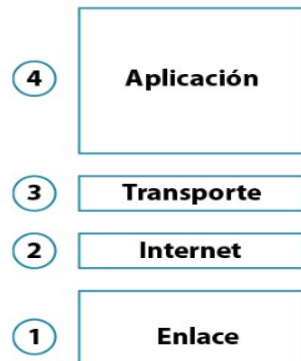 4 Aplicación
3 Transporte
2 Internet
1 Enlace